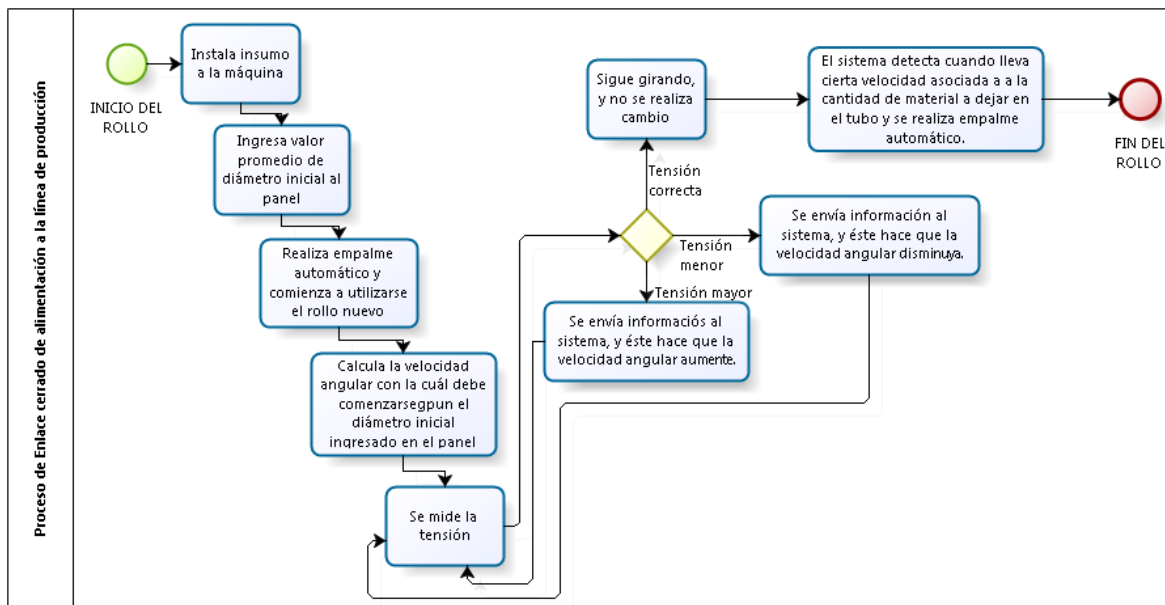 Proceso de Enlace cerrado de alimentación a la línea de producción
INICIO DEL
ROLLO
Instala insumo
a la máquina
Ingresa valor
promedio de
diámetro inicial al
panel
Realiza empalme
automático y
comienza a utilizarse
el rollo nuevo
Calcula la velocidad
angular con la cuál debe
comenzarsegpun el
diámetro inicial
ingresado en el panel
Se mide la
tensión
Tensión
correcta
Tensión
menor
Tensión mayor
Sigue girando,
y no se realiza
cambio
El sistema detecta cuando lleva
cierta velocidad asociada a a la
cantidad de material a dejar en
el tubo y se realiza empalme
automático.
FIN DEL
ROLLO
Se envía información al
sistema, y éste hace que la
velocidad angular disminuya.
Se envía informaciós al
sistema, y éste hace que la
velocidad angular aumente.